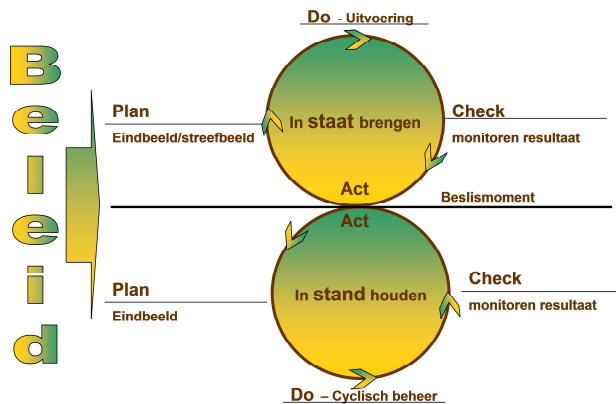 Beleid
Do - Uitvoering
Plan
Eindbeeld/streefbeeld
In staat brengen
Check
monitoren resultaat
Act
Beslismoment
Act
Plan
Eindbeeld
In stand houden
Check
monitoren resultaat
Do – Cyclisch beheer